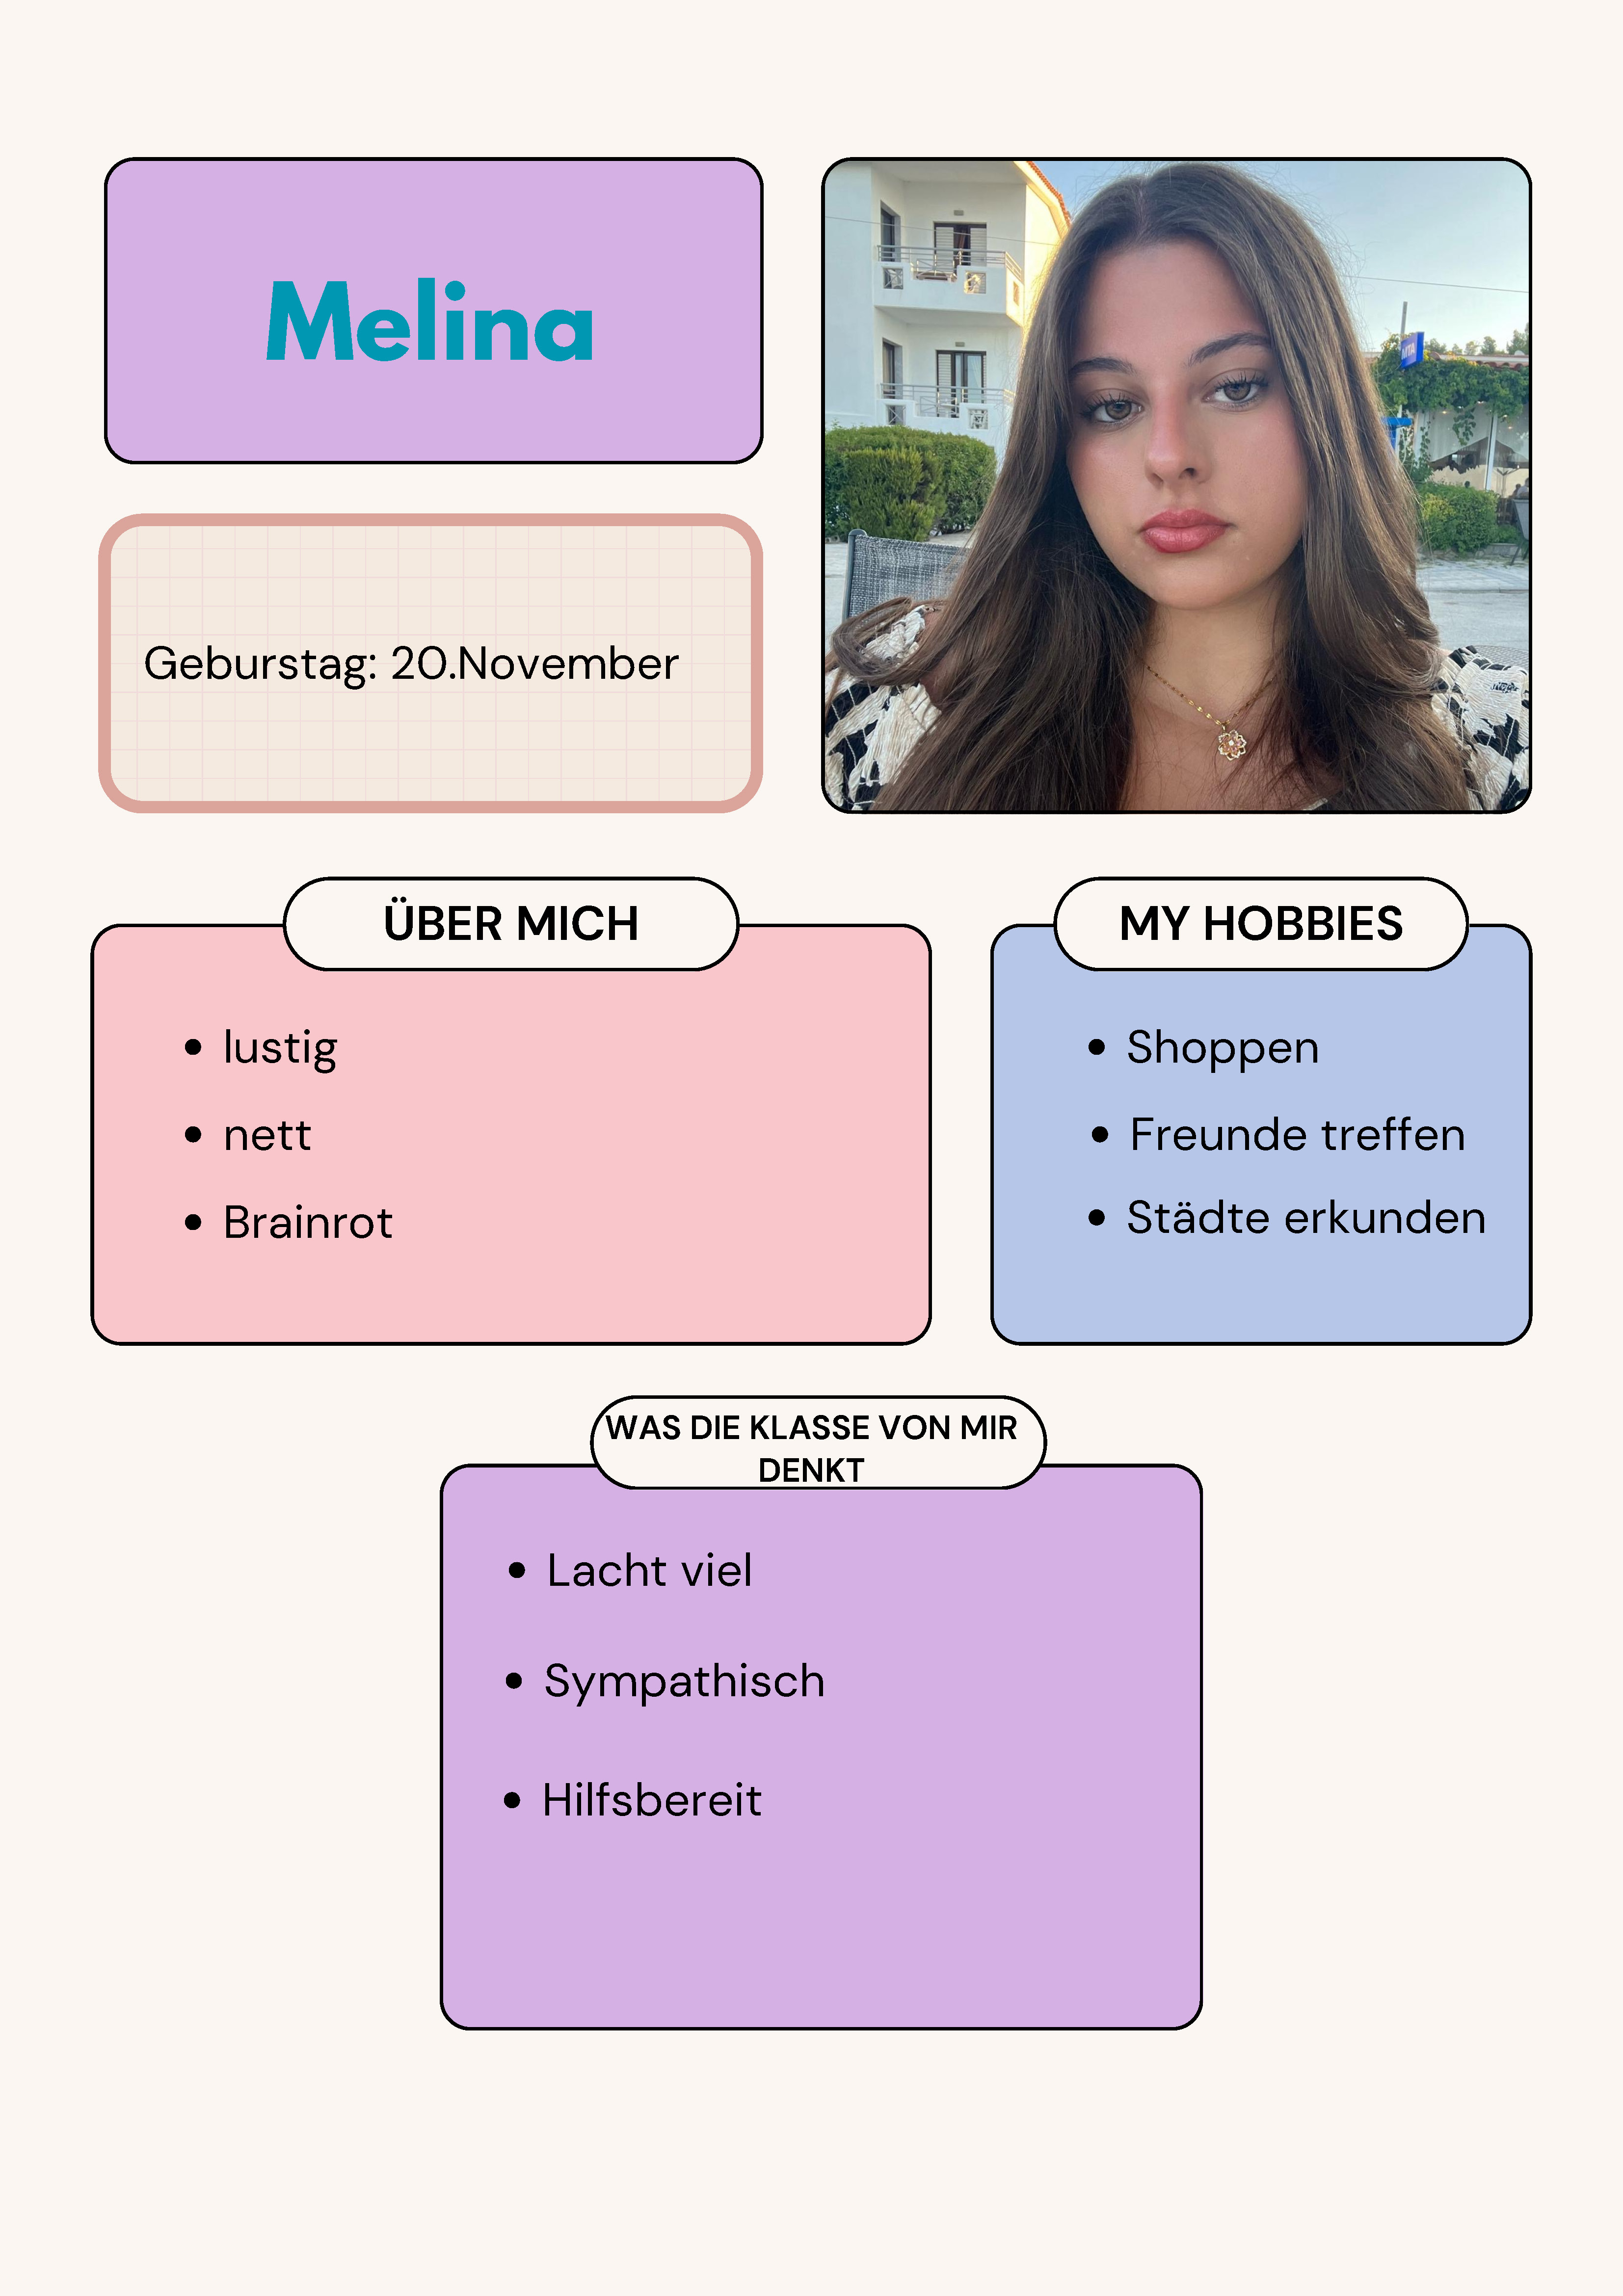 Melina
Geburstag: 20.November
ÜBER MICH
• lustig
• nett
• Brainrot
MY HOBBIES
• Shoppen
• Freunde treffen
• Städte erkunden
WAS DIE KLASSE VON MIR
DENKT
• Lacht viel
• Sympathisch
• Hilfsbereit